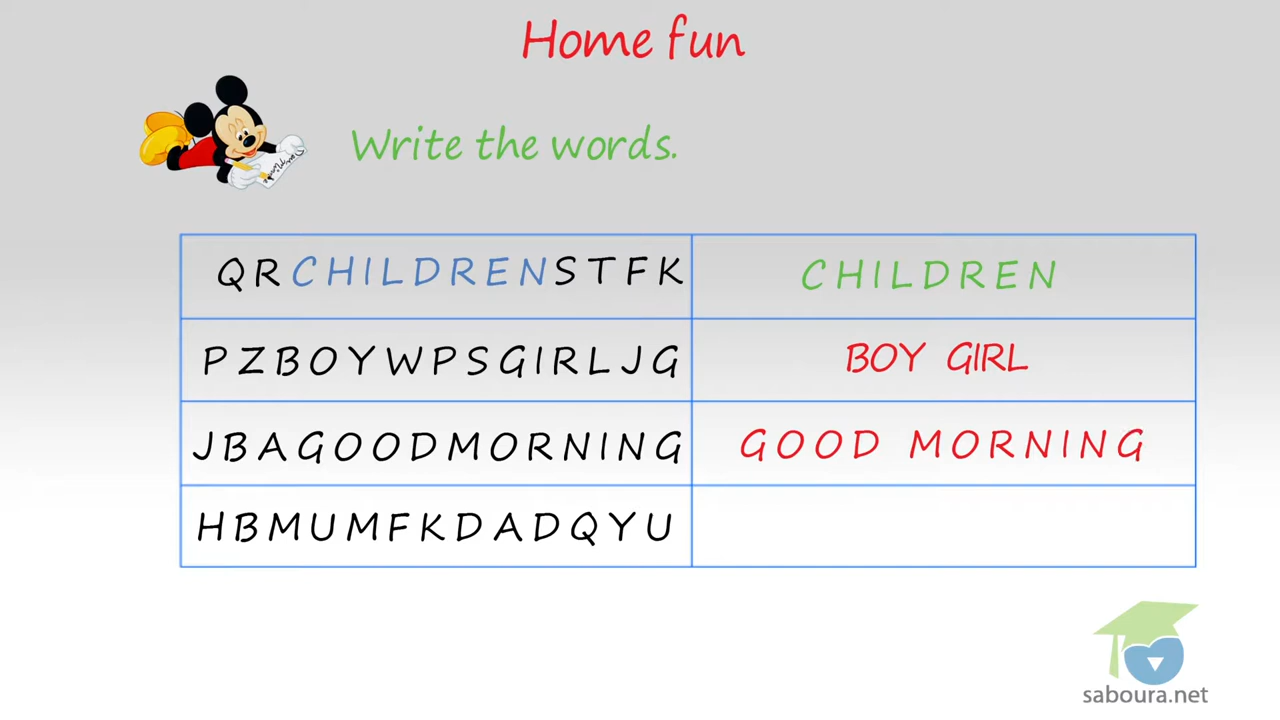 Home fun
Write the words.
QRCHILDRENSTFK CHILDREN
PZBOYWPSGIRLJG BOY GIRL
JBAGOODMORNING GOOD MORNING
HBMUMFKDADQYU
saboura.net